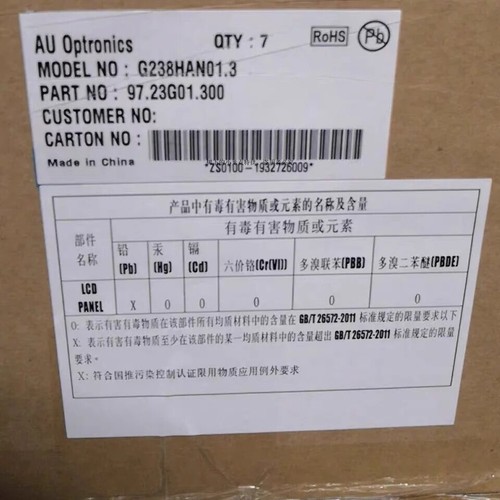 AU Optronics QTY : 7 RoHS Pb
MODEL NO : G238HAN01.3
PART NO : 97.23G01.300
CUSTOMER NO:
CARTON NO :
Made in China *ZS0100-1932726009*
产品中有毒有害物质或元素的名称及含量
部件名称 有毒有害物质或元素
铅(Pb) 汞(Hg) 镉(Cd) 六价铬(Cr(VI)) 多溴联苯(PBB) 多溴二苯醚(PBDE)
LCD PANEL X 0 0 0 0 0
0: 表示有害有毒物质在该部件所有均质材料中的含量在 GB/T 26572-2011 标准规定的限量要求以下
X: 表示有害有毒物质至少在该部件的某一均质材料中的含量超出 GB/T 26572-2011 标准规定的限量要求。
X: 符合国推污染控制认证限用物质应用例外要求